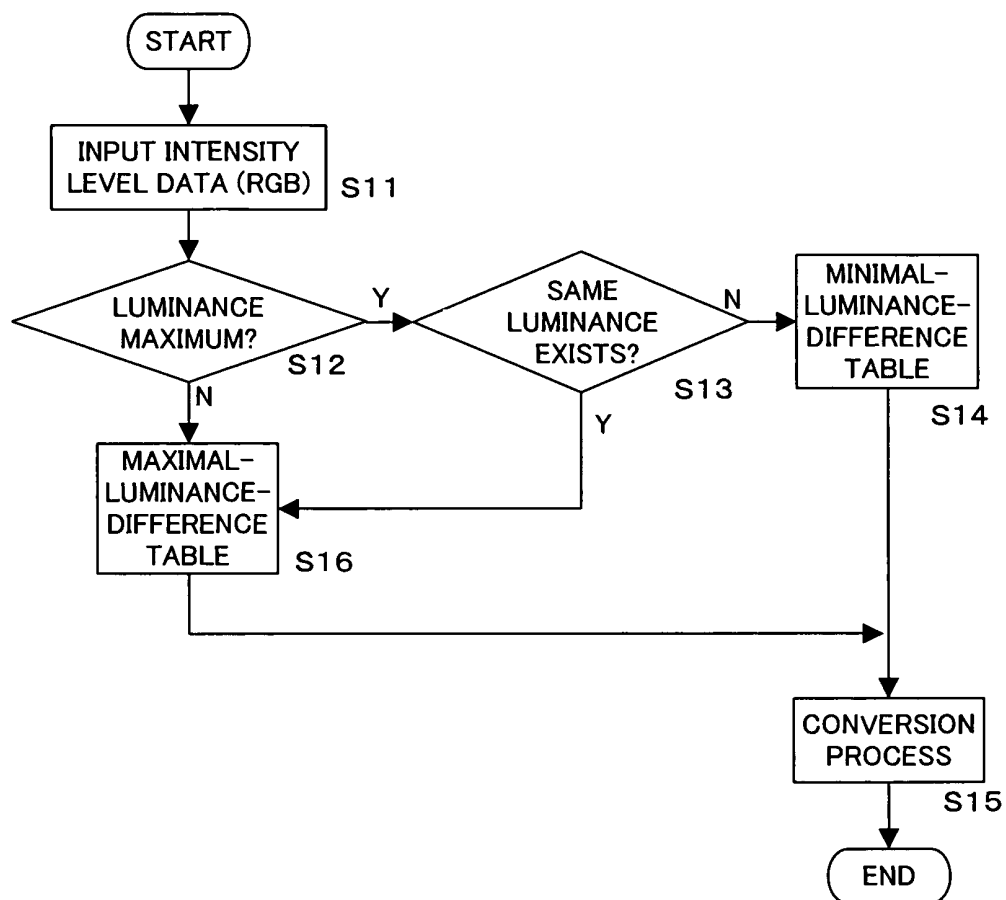 START
INPUT INTENSITY
LEVEL DATA (RGB)
S11
LUMINANCE
MAXIMUM?
S12
Y
N
SAME
LUMINANCE
EXISTS?
S13
N
Y
MINIMAL-
LUMINANCE-
DIFFERENCE
TABLE
S14
MAXIMAL-
LUMINANCE-
DIFFERENCE
TABLE
S16
CONVERSION
PROCESS
S15
END